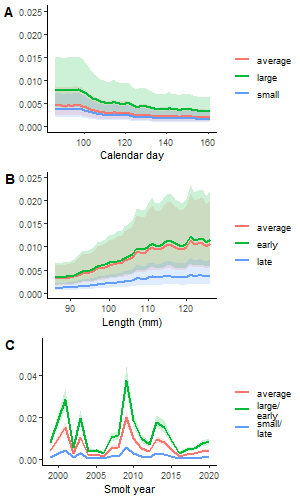 A
0.025
0.020
0.015
0.010
0.005
0.000
100
120
140
160
Calendar day
average
large
small
B
0.025
0.020
0.015
0.010
0.005
0.000
90
100
110
120
Length (mm)
average
early
late
C
0.04
0.02
0.00
2000
2005
2010
2015
2020
Smolt year
average
large/
early
small/
late